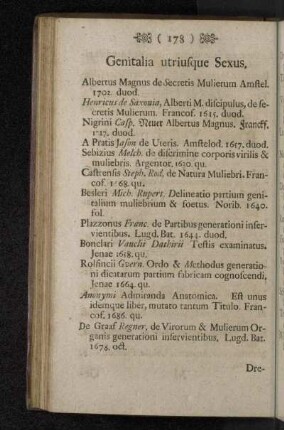 ( 178 )
Genitalia utriusque Sexus,
Albertus Magnus de Secretis Mulierum Amstel.
1702. duod.
Henricus de Saxonia, Alberti M. discipulus, de se-
cretis Mulierum. Francof. 1615. duod.
Nigrini Casp. Neuer Albertus Magnus. Franckf.
duod.
A Pratis Jason de Uteris. Amstelod. 1657. duod.
Sebizius Melch. de discrimine corporis virilis &
muliebris. Argentor. 1630. qu.
Castrensis Steph. Rod. de Natura Muliebri. Fran-
cof. 1668. qu.
Besleri Mich. Rupert. Delineatio partium geni-
talium muliebrium & foetus. Norib. 1640.
fol.
Plazzonus Franc. de Partibus generationi inser-
vientibus. Lugd. Bat. 1644. duod.
Bonclari Vanclii Dathirii Testis examinatus.
Jenae 1658. qu.
Rolfincii Guern. Ordo & Methodus generatio-
ni dicatarum partium fabricam cognoscendi,
Jenae 1664. qu.
Anonymi Admiranda Anatomica. Est unus
idemque liber, mutato tantum Titulo. Fran-
cof. 1686. qu.
De Graaf Regner, de Virorum & Mulierum Or-
ganis generationi inservientibus, Lugd. Bat.
1678. oct.
Dre-